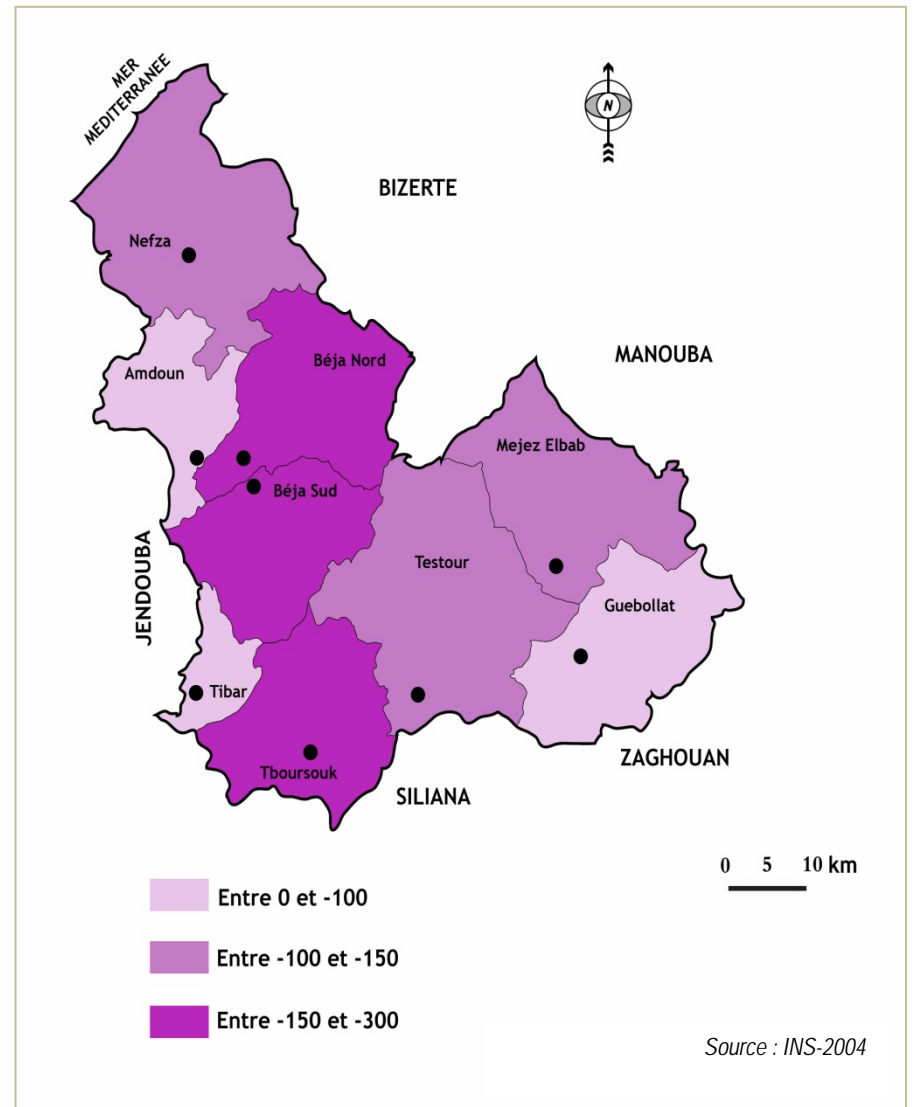 MER
MEDITERRANEE
N
BIZERTE
Nefza
MANOUBA
Béja Nord
Amdoun
Mejez Elbab
Béja Sud
Testour
JENDOUBA
Guebollat
Tibar
Tboursouk
ZAGHOUAN
SILIANA
0 5 10 km
Entre 0 et -100
Entre -100 et -150
Entre -150 et -300
Source : INS-2004